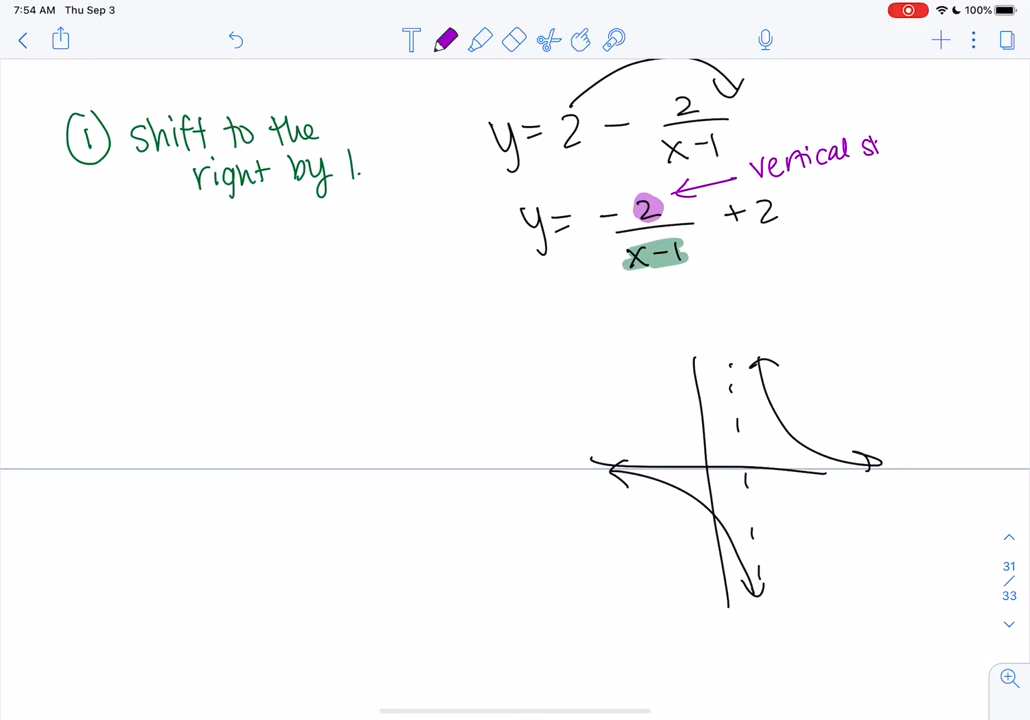 7:54 AM Thu Sep 3
100%
① shift to the
right by 1.
y = 2 - 2/(x-1)
vertical st
y = - 2/(x-1) + 2
31
/
33